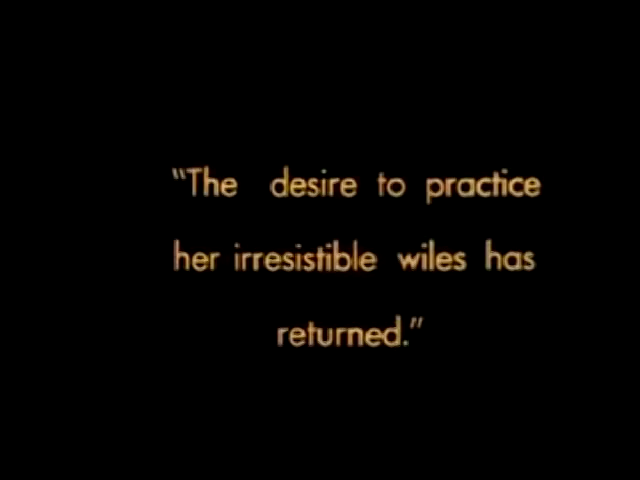 "The desire to practice
her irresistible wiles has
returned."